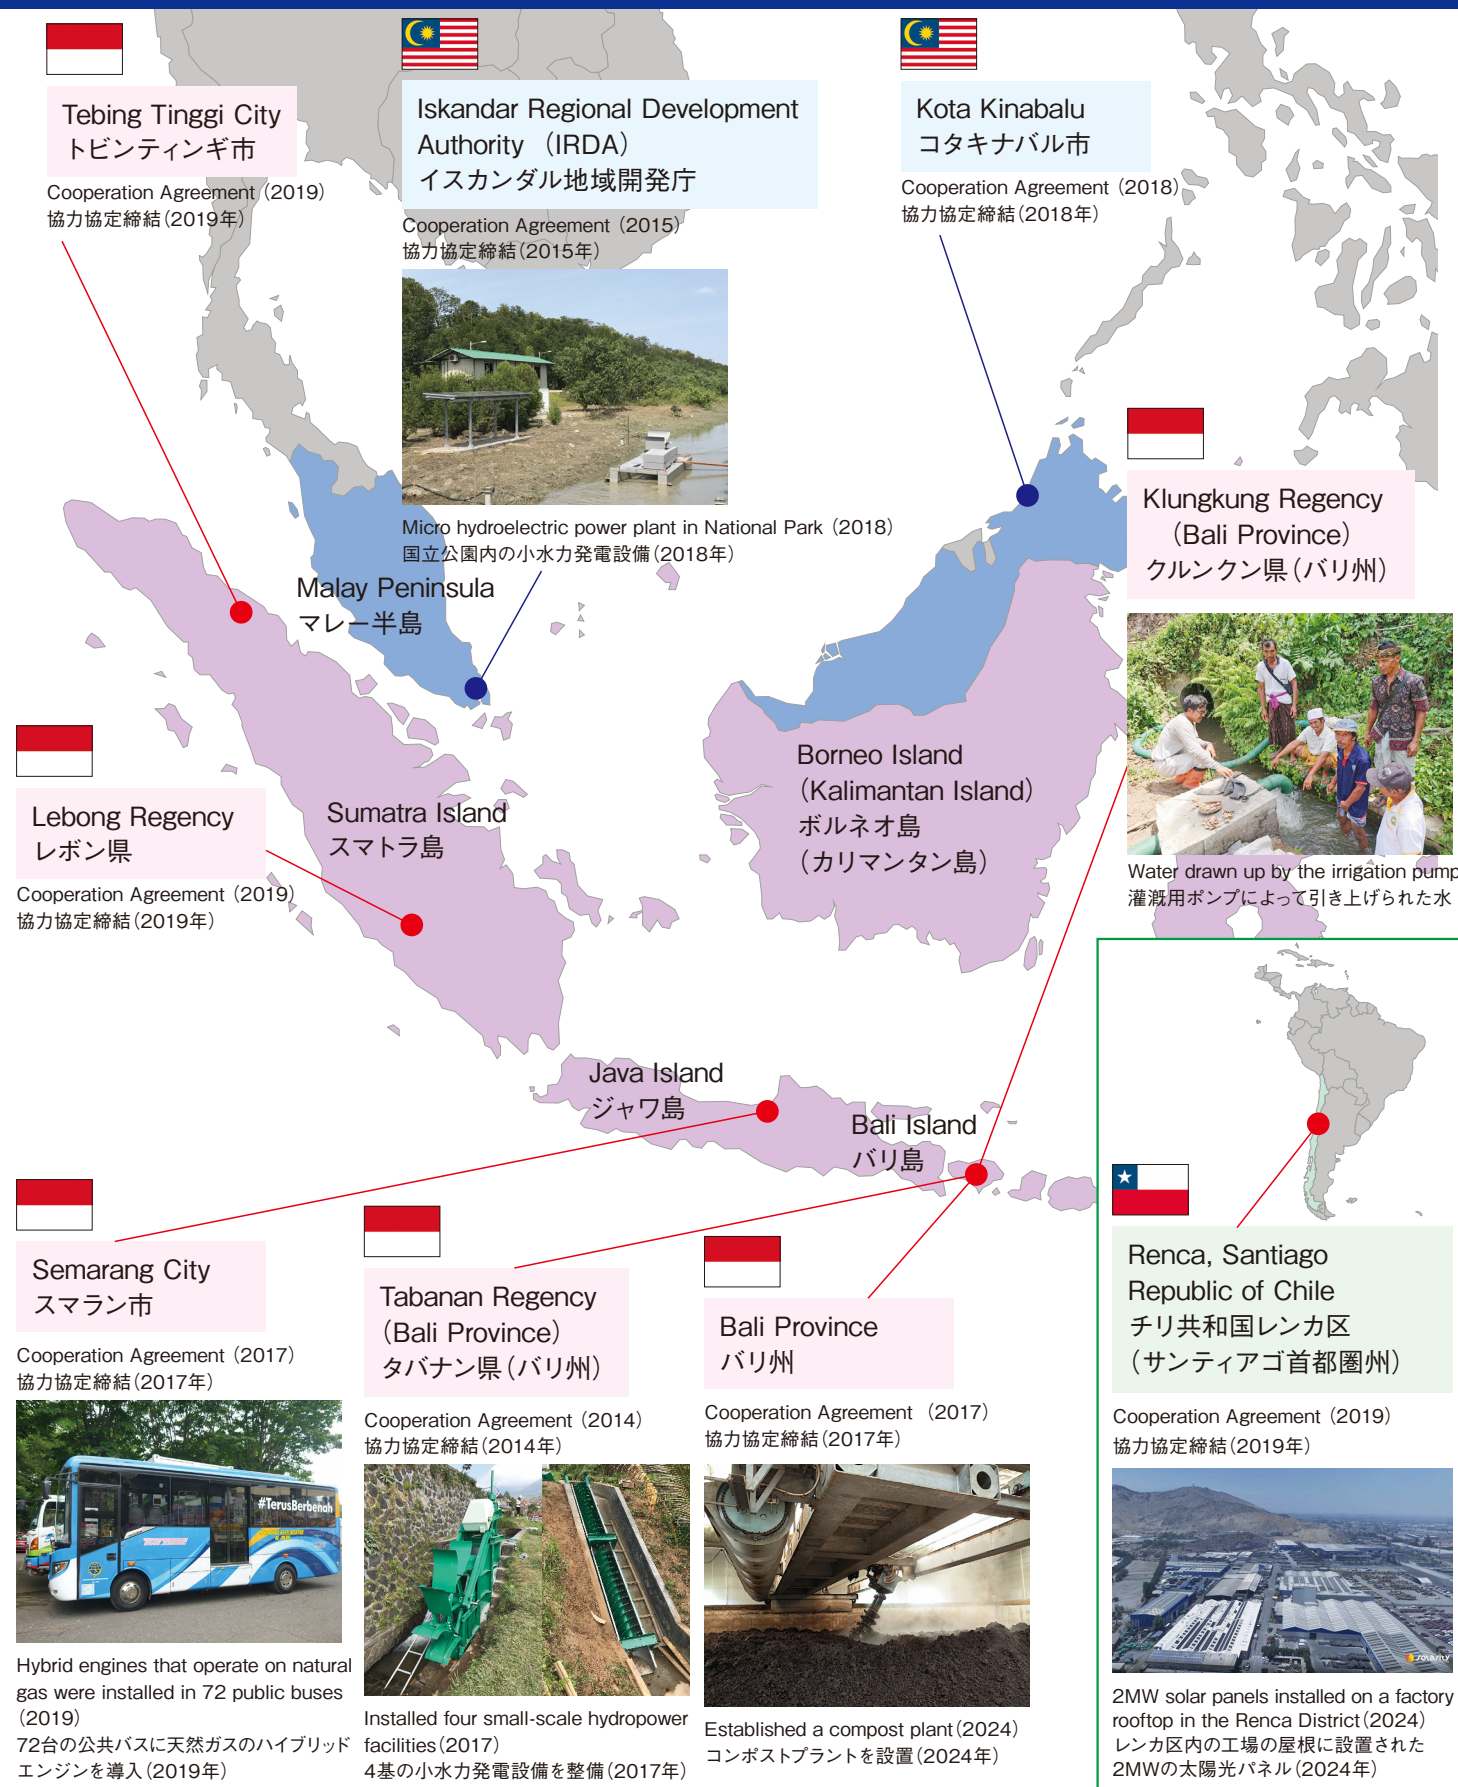 Tebing Tinggi City
トビンティンギ市
Cooperation Agreement (2019)
協力協定締結(2019年)
Iskandar Regional Development
Authority (IRDA)
イスカンダル地域開発庁
Cooperation Agreement (2015)
協力協定締結(2015年)
Micro hydroelectric power plant in National Park (2018)
国立公園内の小水力発電設備(2018年)
Kota Kinabalu
コタキナバル市
Cooperation Agreement (2018)
協力協定締結(2018年)
Klungkung Regency
(Bali Province)
クルンクン県(バリ州)
Water drawn up by the irrigation pump
灌漑用ポンプによって引き上げられた水
Malay Peninsula
マレー半島
Borneo Island
(Kalimantan Island)
ボルネオ島
(カリマンタン島)
Sumatra Island
スマトラ島
Lebong Regency
レボン県
Cooperation Agreement (2019)
協力協定締結(2019年)
Java Island
ジャワ島
Bali Island
バリ島
Semarang City
スマラン市
Cooperation Agreement (2017)
協力協定締結(2017年)
#TerusBerbenah
Hybrid engines that operate on natural
gas were installed in 72 public buses
(2019)
72台の公共バスに天然ガスのハイブリッド
エンジンを導入(2019年)
Tabanan Regency
(Bali Province)
タバナン県(バリ州)
Cooperation Agreement (2014)
協力協定締結(2014年)
Installed four small-scale hydropower
facilities(2017)
4基の小水力発電設備を整備(2017年)
Bali Province
バリ州
Cooperation Agreement (2017)
協力協定締結(2017年)
Established a compost plant(2024)
コンポストプラントを設置(2024年)
Renca, Santiago
Republic of Chile
チリ共和国レンカ区
(サンティアゴ首都圏州)
Cooperation Agreement (2019)
協力協定締結(2019年)
solarity
2MW solar panels installed on a factory
rooftop in the Renca District(2024)
レンカ区内の工場の屋根に設置された
2MWの太陽光パネル(2024年)